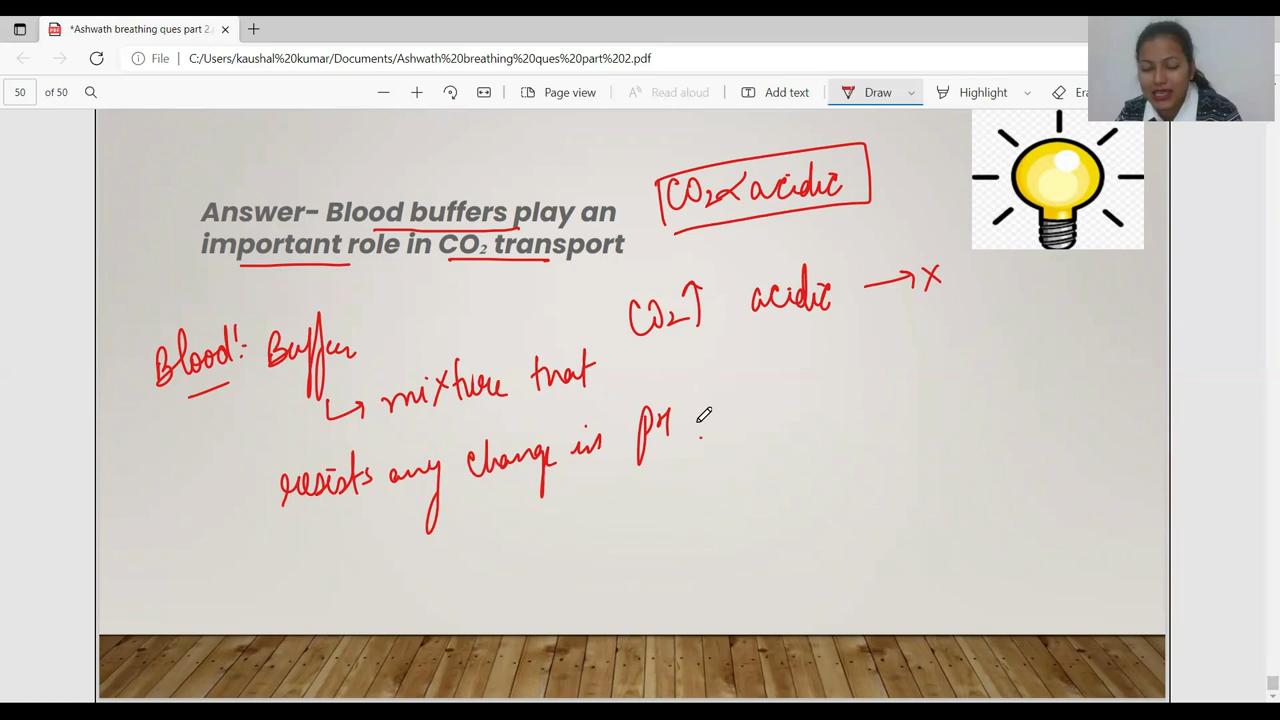 *Ashwath breathing ques part 2.
File C:/Users/kaushal%20kumar/Documents/Ashwath%20breathing%20ques%20part%202.pdf
50 of 50 Page view Read aloud Add text Draw Highlight Era
CO₂ ∝ acidic
Answer- Blood buffers play an
important role in CO₂ transport
CO₂↑ acidic → x
Blood:- Buffer
↳ mixture that
resists any change in PH.